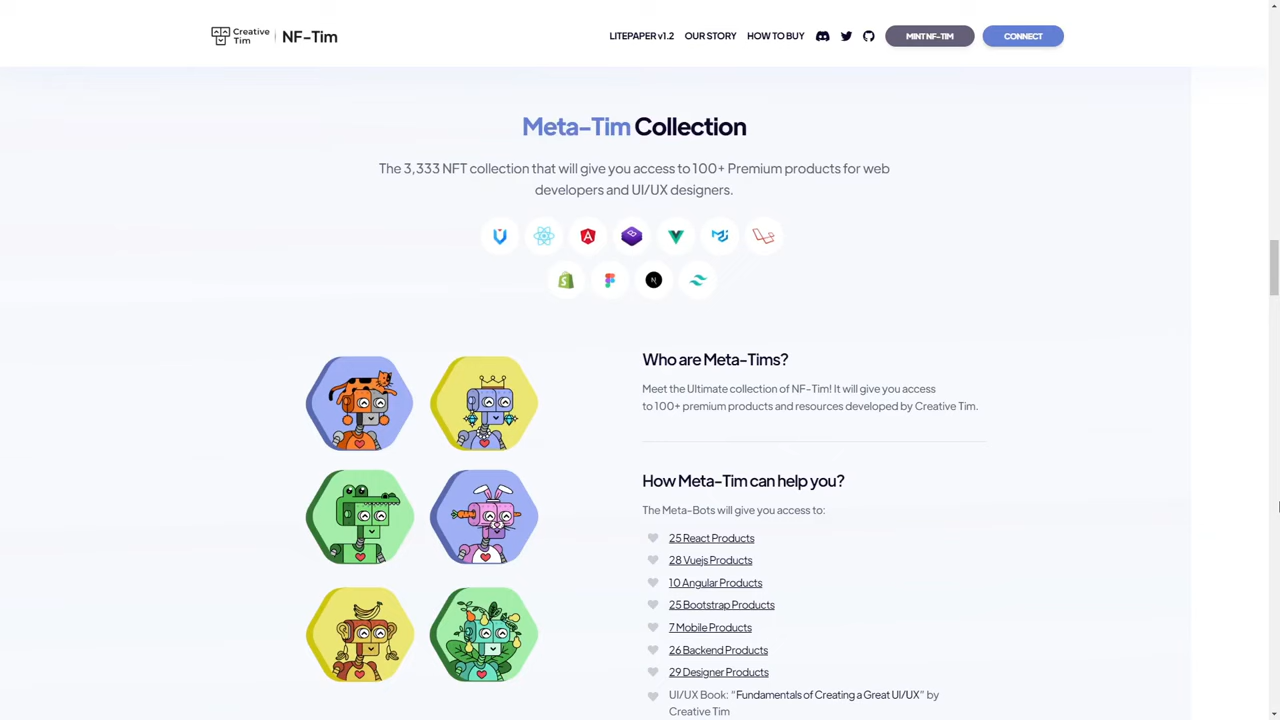 Creative
Tim
NF-Tim
LITEPAPER v1.2
OUR STORY
HOW TO BUY
MINT NF-TIM
CONNECT
Meta-Tim Collection
The 3,333 NFT collection that will give you access to 100+ Premium products for web
developers and UI/UX designers.
N
Who are Meta-Tims?
Meet the Ultimate collection of NF-Tim! It will give you access
to 100+ premium products and resources developed by Creative Tim.
How Meta-Tim can help you?
The Meta-Bots will give you access to:
25 React Products
28 Vuejs Products
10 Angular Products
25 Bootstrap Products
7 Mobile Products
26 Backend Products
29 Designer Products
UI/UX Book: "Fundamentals of Creating a Great UI/UX" by
Creative Tim